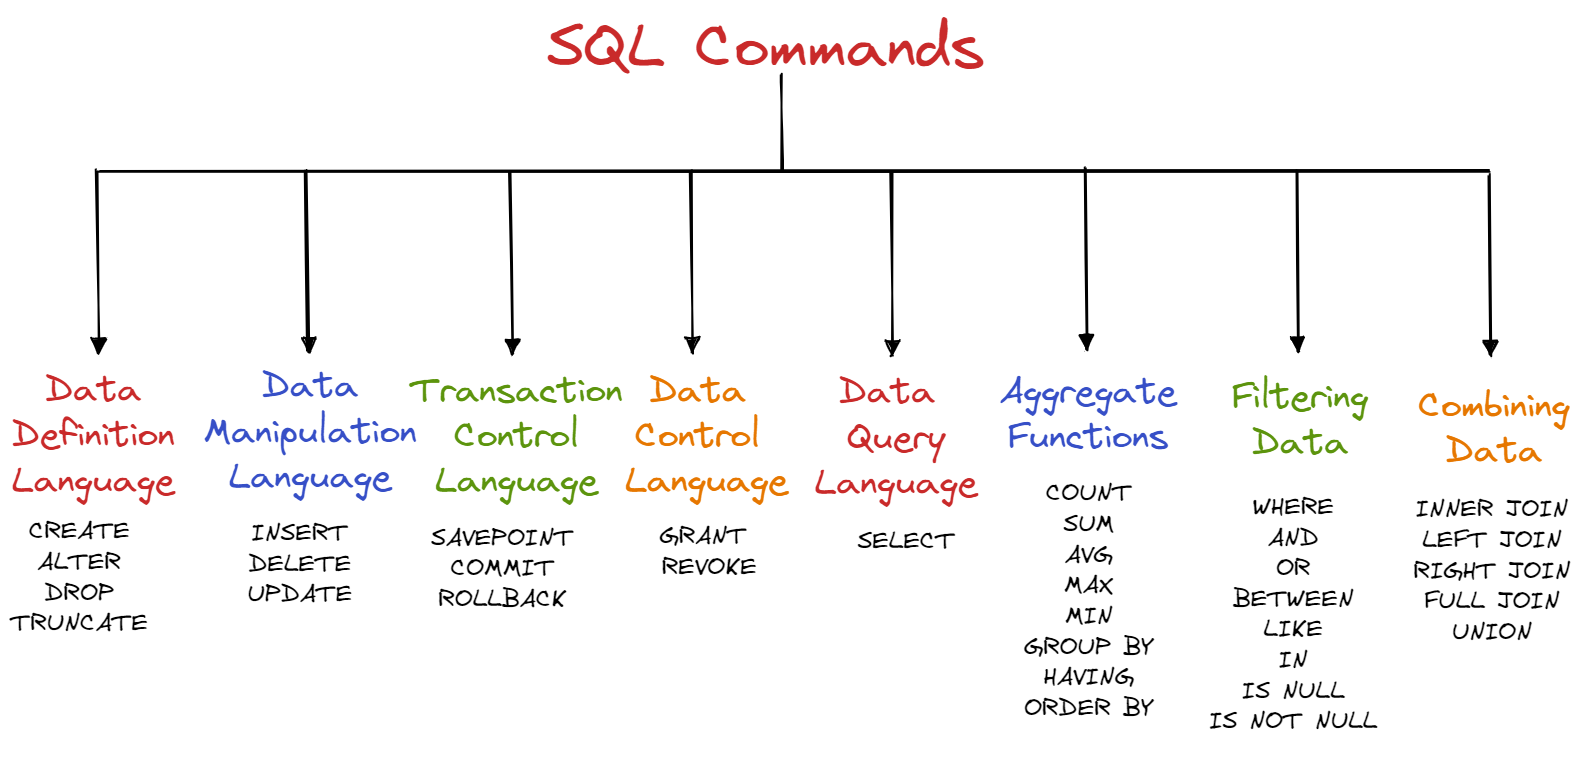 SQL Commands
Data
Definition
Language
CREATE
ALTER
DROP
TRUNCATE
Data
Manipulation
Language
INSERT
DELETE
UPDATE
Transaction
Control
Language
SAVEPOINT
COMMIT
ROLLBACK
Data
Control
Language
GRANT
REVOKE
Data
Query
Language
SELECT
Aggregate
Functions
COUNT
SUM
AVG
MAX
MIN
GROUP BY
HAVING
ORDER BY
Filtering
Data
WHERE
AND
OR
BETWEEN
LIKE
IN
IS NULL
IS NOT NULL
Combining
Data
INNER JOIN
LEFT JOIN
RIGHT JOIN
FULL JOIN
UNION